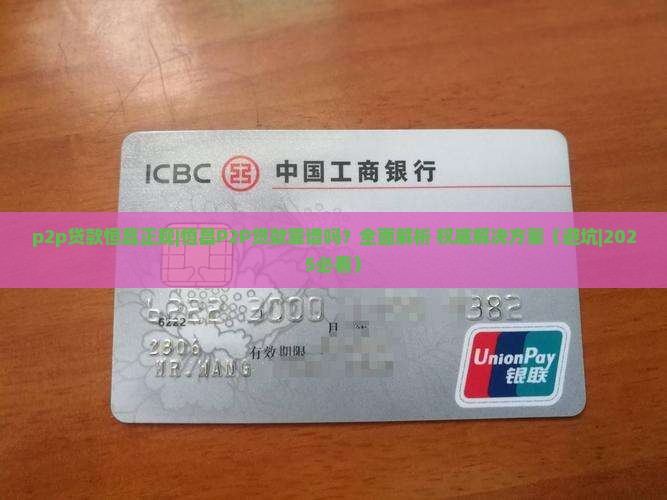 ICBC 中国工商银行
p2p贷款恒昌正规|恒昌P2P贷款靠谱吗？全面解析 权威解决方案（避坑|202
5必看）
6222 3000 382
6222
月
2306 有效期限
MR.WANG
UnionPay
银联